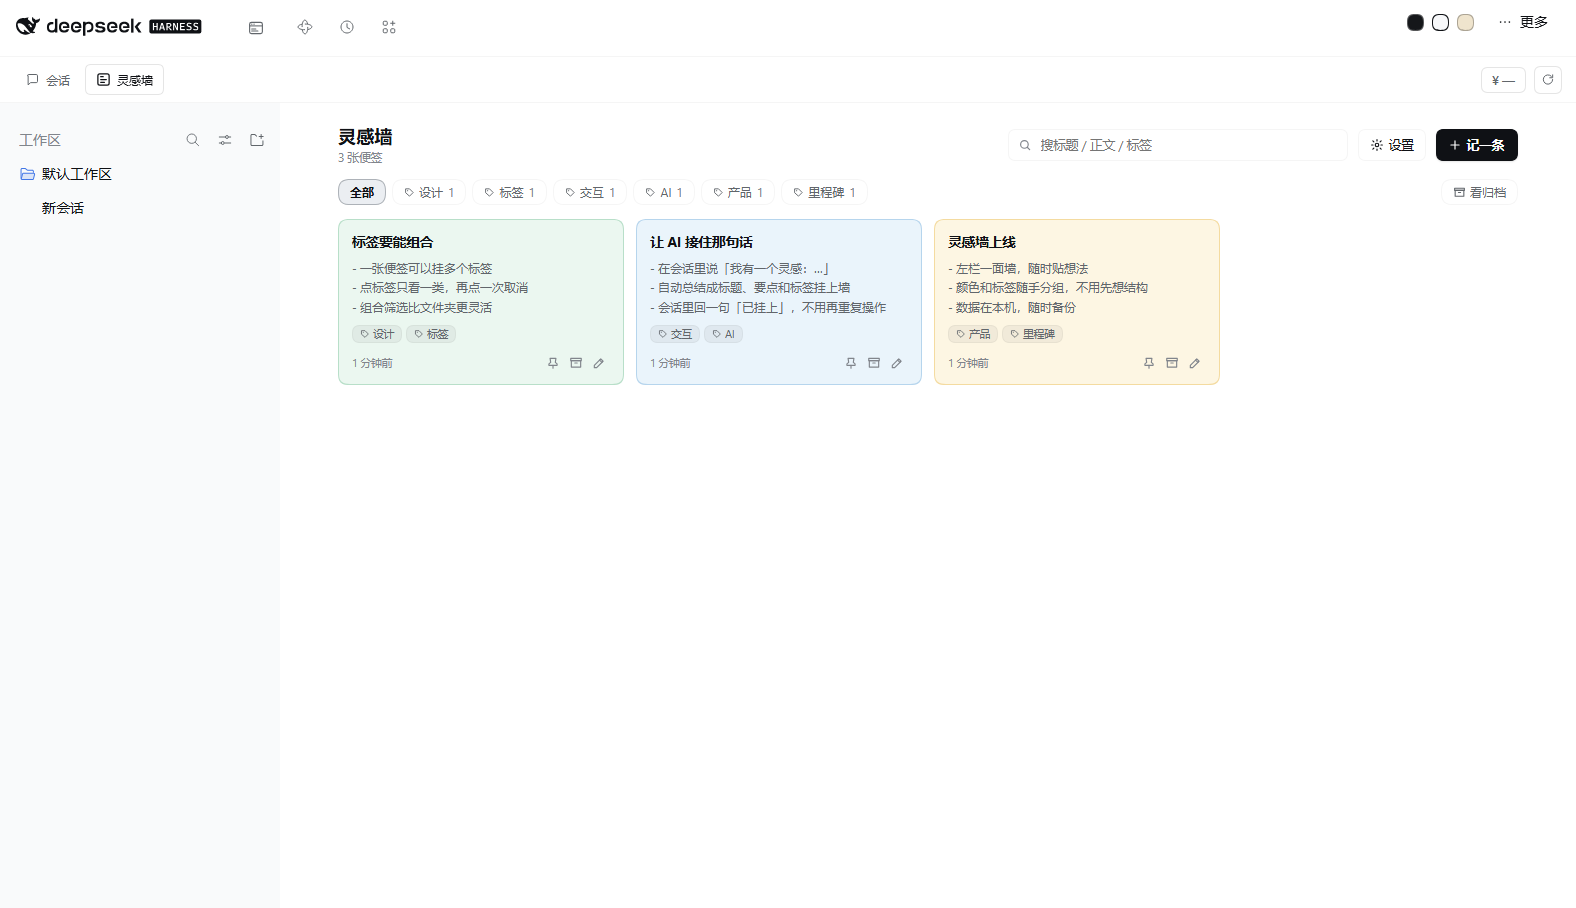 deepseek HARNESS
更多
会话
灵感墙
¥ —
工作区
默认工作区
新会话
灵感墙
3 张便签
搜标题 / 正文 / 标签
设置
+ 记一条
全部
设计 1
标签 1
交互 1
AI 1
产品 1
里程碑 1
看归档
标签要能组合
- 一张便签可以挂多个标签
- 点标签只看一类，再点一次取消
- 组合筛选比文件夹更灵活
设计
标签
1 分钟前
让 AI 接住那句话
- 在会话里说「我有一个灵感：...」
- 自动总结成标题、要点和标签挂上墙
- 会话里回一句「已挂上」，不用再重复操作
交互
AI
1 分钟前
灵感墙上线
- 左栏一面墙，随时贴想法
- 颜色和标签随手分组，不用先想结构
- 数据在本机，随时备份
产品
里程碑
1 分钟前